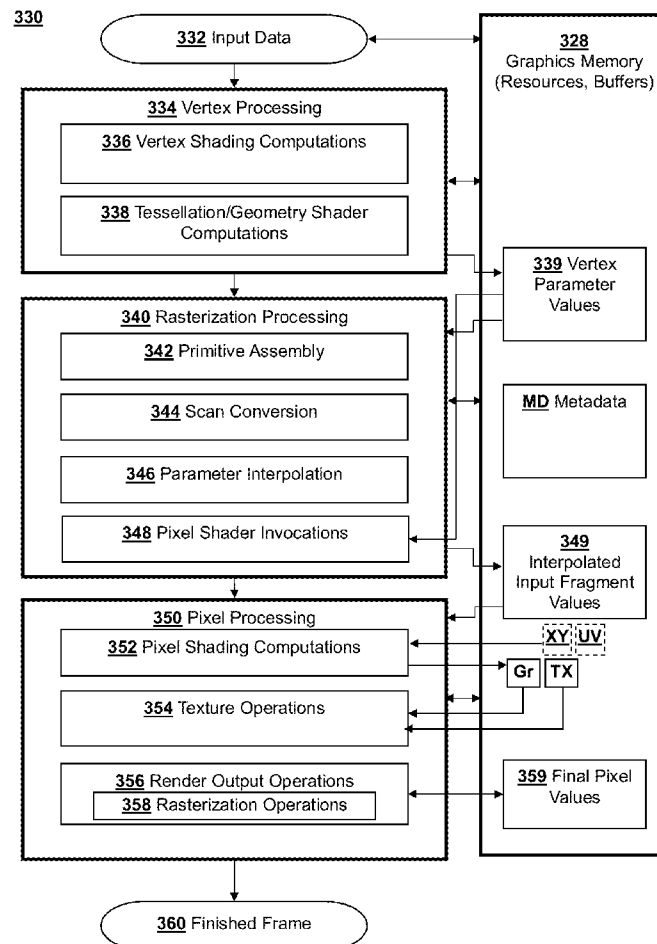 330
332 Input Data
334 Vertex Processing
336 Vertex Shading Computations
338 Tessellation/Geometry Shader
Computations
340 Rasterization Processing
342 Primitive Assembly
344 Scan Conversion
346 Parameter Interpolation
348 Pixel Shader Invocations
350 Pixel Processing
352 Pixel Shading Computations
354 Texture Operations
356 Render Output Operations
358 Rasterization Operations
360 Finished Frame
328
Graphics Memory
(Resources, Buffers)
339 Vertex
Parameter
Values
MD Metadata
349
Interpolated
Input Fragment
Values
XY UV
Gr TX
359 Final Pixel
Values